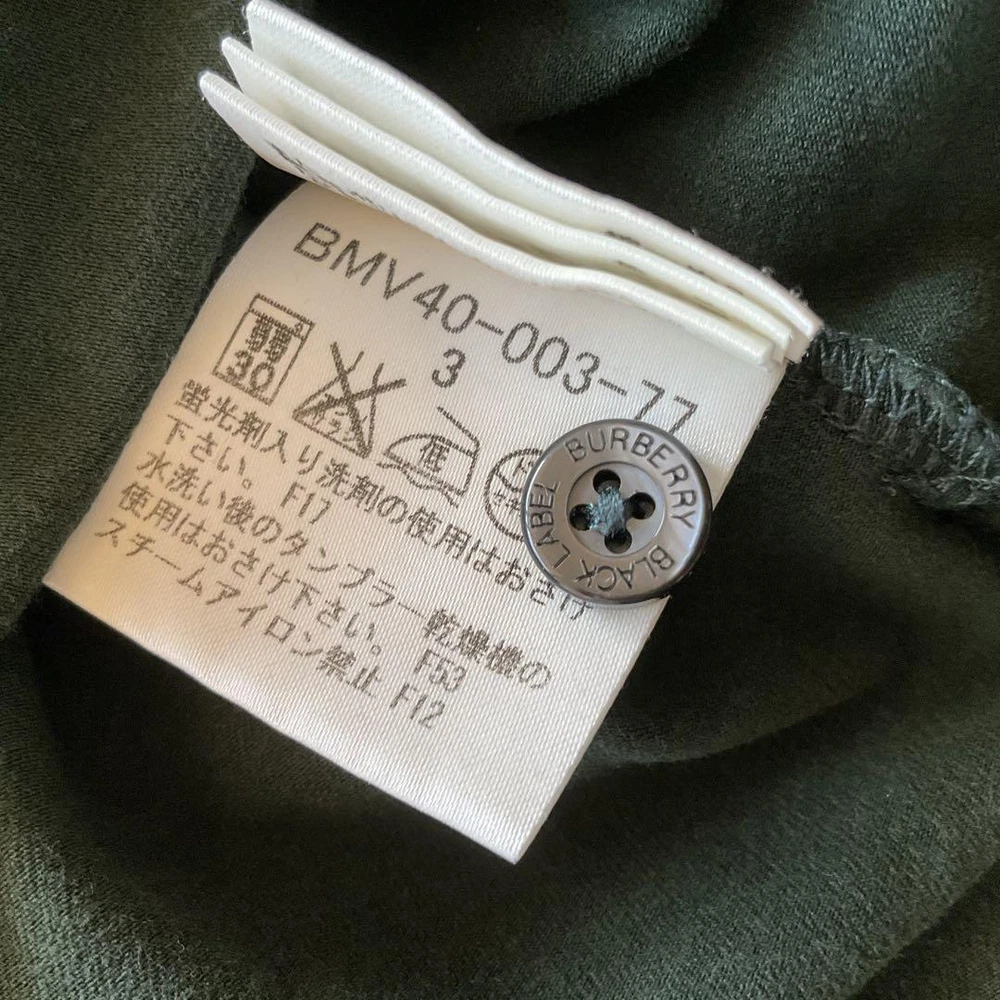 BMV40-003-77
3
弱
30
低
蛍光剤入り洗剤の使用はおさけ
下さい。 F17
水洗い後のタンブラー乾燥機の
使用はおさけ下さい。 F53
スチームアイロン禁止 F12
BURBERRY BLACK LABEL